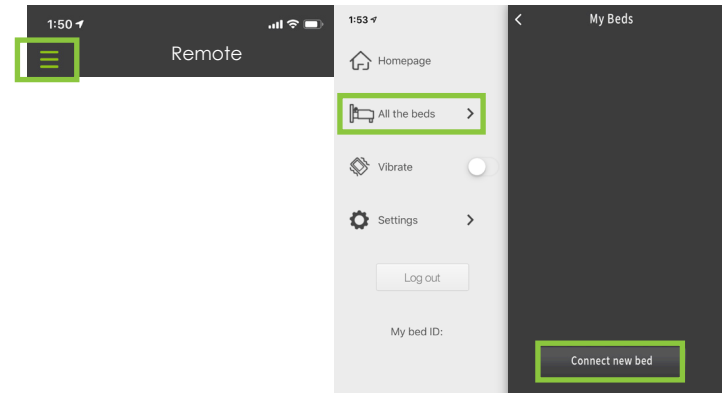 1:50
Remote
1:53
Homepage
All the beds
Vibrate
Settings
Log out
My bed ID:
My Beds
Connect new bed